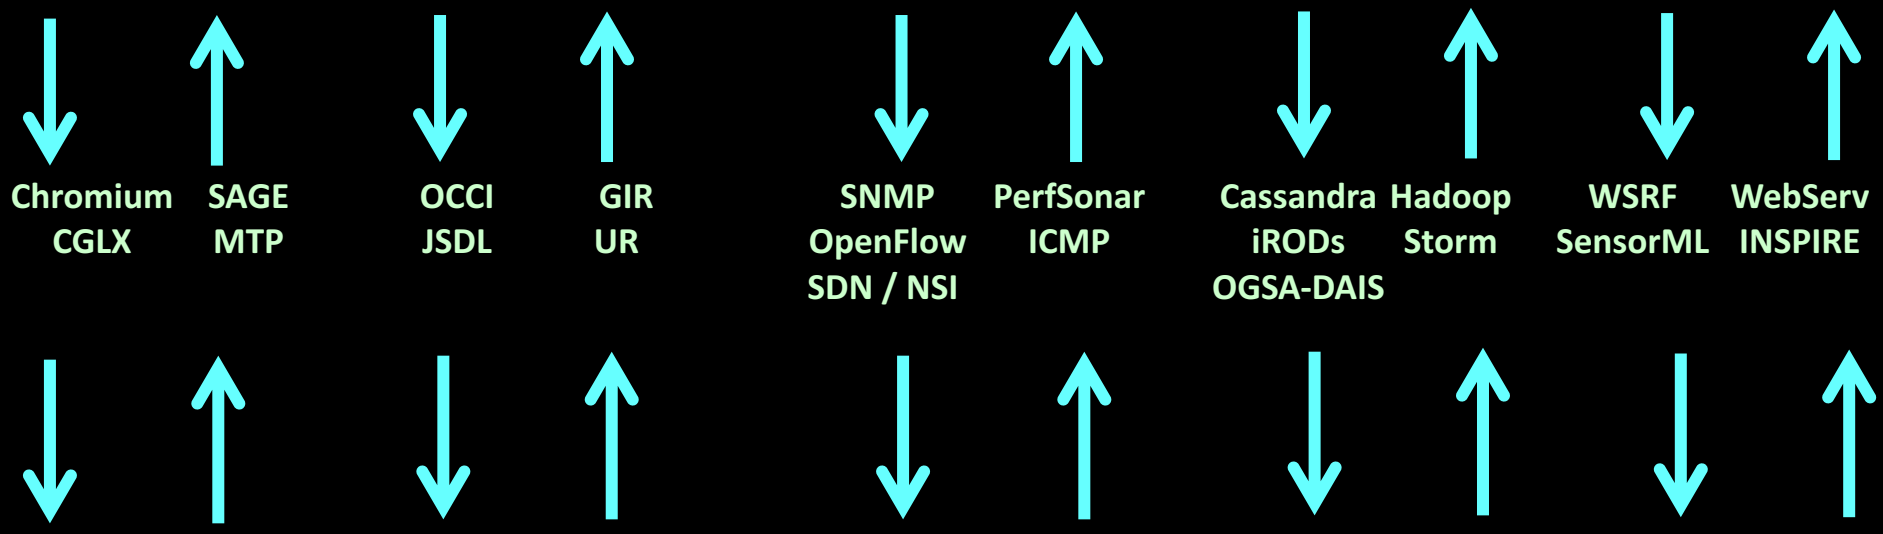 Chromium SAGE OCCI GIR SNMP PerfSonar Cassandra Hadoop WSRF WebServ
CGLX MTP JSDL UR OpenFlow ICMP iRODs Storm SensorML INSPIRE
SDN / NSI OGSA-DAIS